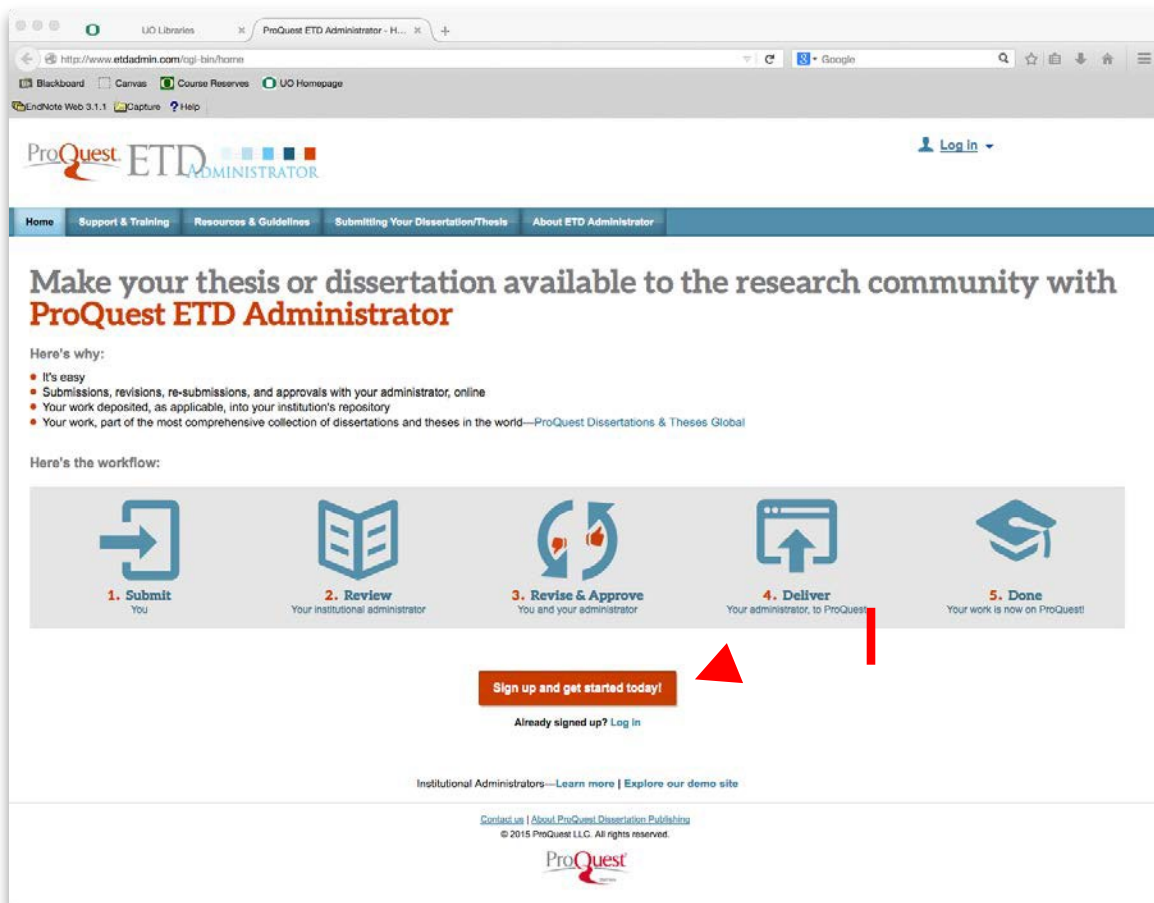 UO Libraries
ProQuest ETD Administrator - H...
http://www.etdadmin.com/cgi-bin/home
Google
Blackboard
Canvas
Course Reserves
UO Homepage
EndNote Web 3.1.1
Capture
Help
ProQuest ETD ADMINISTRATOR
Log in
Home
Support & Training
Resources & Guidelines
Submitting Your Dissertation/Thesis
About ETD Administrator
Make your thesis or dissertation available to the research community with
ProQuest ETD Administrator
Here's why:
It's easy
Submissions, revisions, re-submissions, and approvals with your administrator, online
Your work deposited, as applicable, into your institution's repository
Your work, part of the most comprehensive collection of dissertations and theses in the world—ProQuest Dissertations & Theses Global
Here's the workflow:
1. Submit
You
2. Review
Your institutional administrator
3. Revise & Approve
You and your administrator
4. Deliver
Your administrator, to ProQuest
5. Done
Your work is now on ProQuest!
Sign up and get started today!
Already signed up? Log in
Institutional Administrators—Learn more | Explore our demo site
Contact us | About ProQuest Dissertation Publishing
© 2015 ProQuest LLC. All rights reserved.
ProQuest